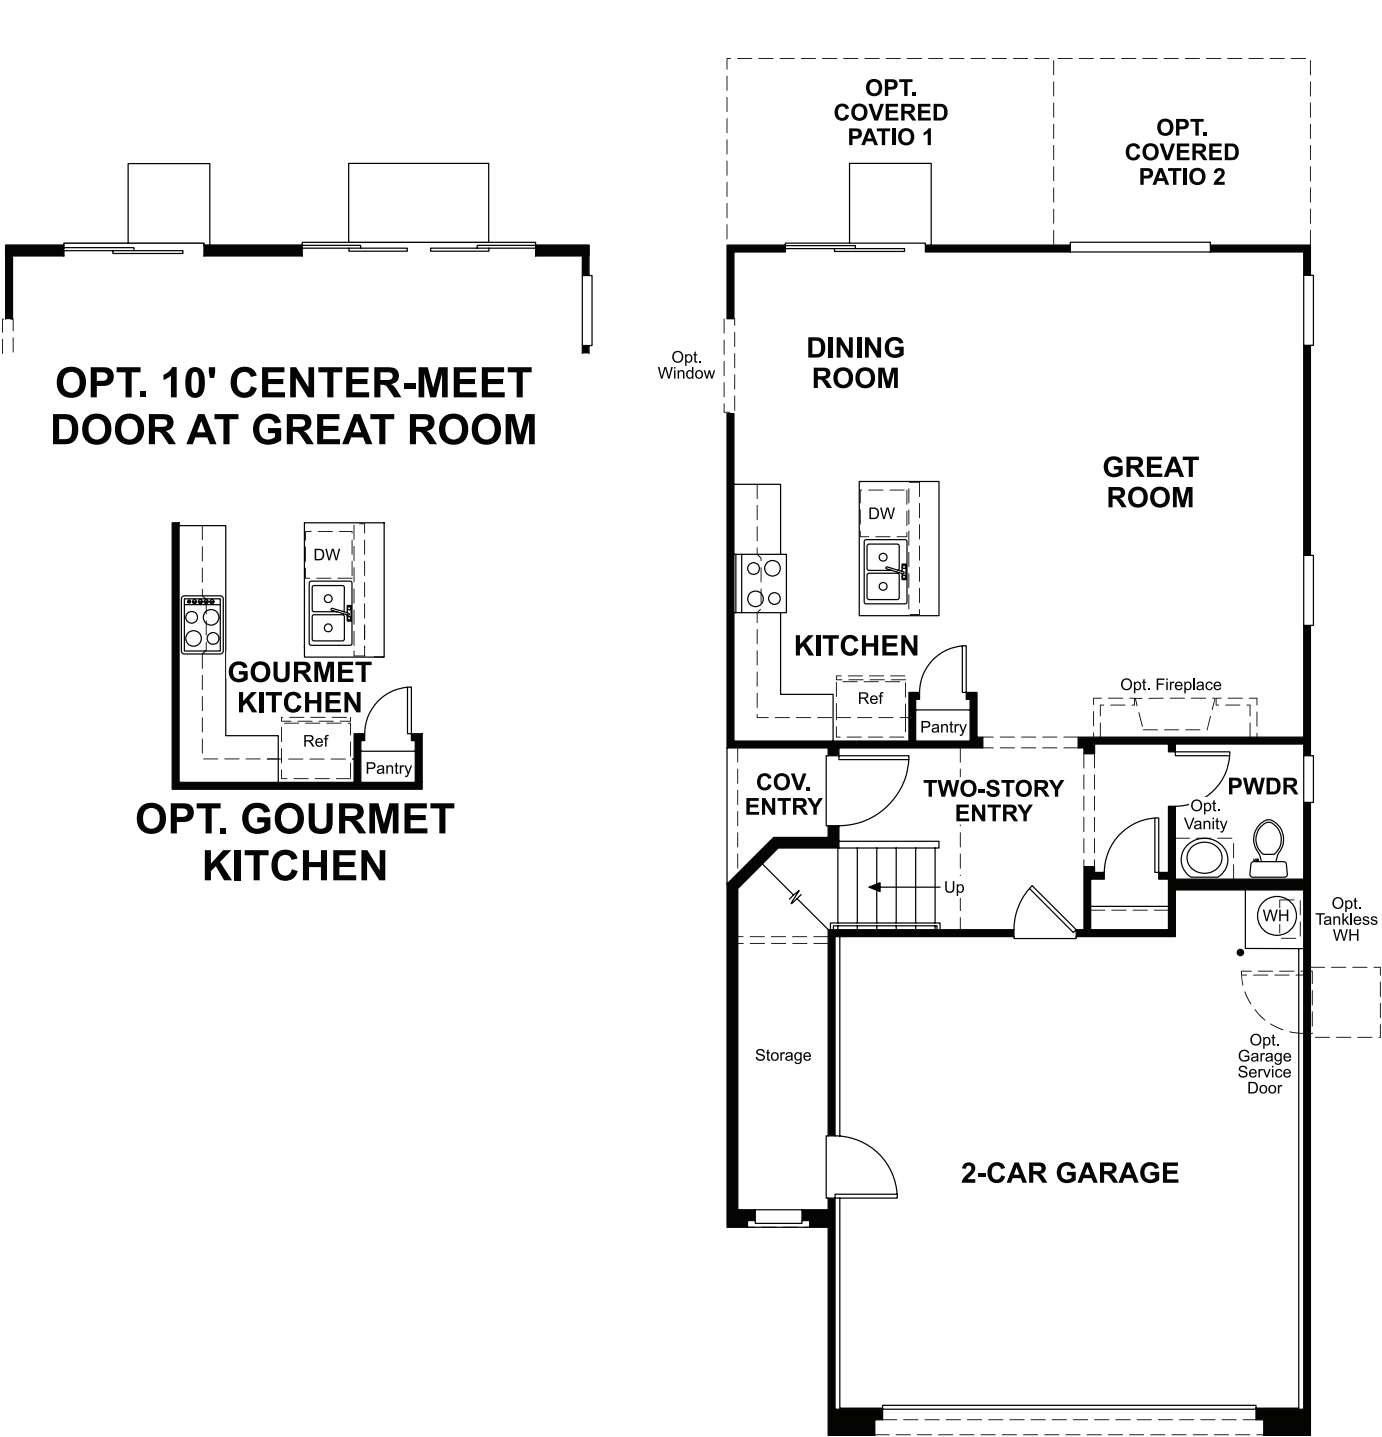 OPT.
COVERED
PATIO 1
OPT.
COVERED
PATIO 2
OPT. 10' CENTER-MEET
DOOR AT GREAT ROOM
Opt.
Window
DINING
ROOM
GREAT
ROOM
DW
KITCHEN
Ref
Pantry
Opt. Fireplace
DW
GOURMET
KITCHEN
Ref
Pantry
OPT. GOURMET
KITCHEN
COV.
ENTRY
TWO-STORY
ENTRY
PWDR
Opt.
Vanity
Up
WH
Opt.
Tankless
WH
Storage
Opt.
Garage
Service
Door
2-CAR GARAGE